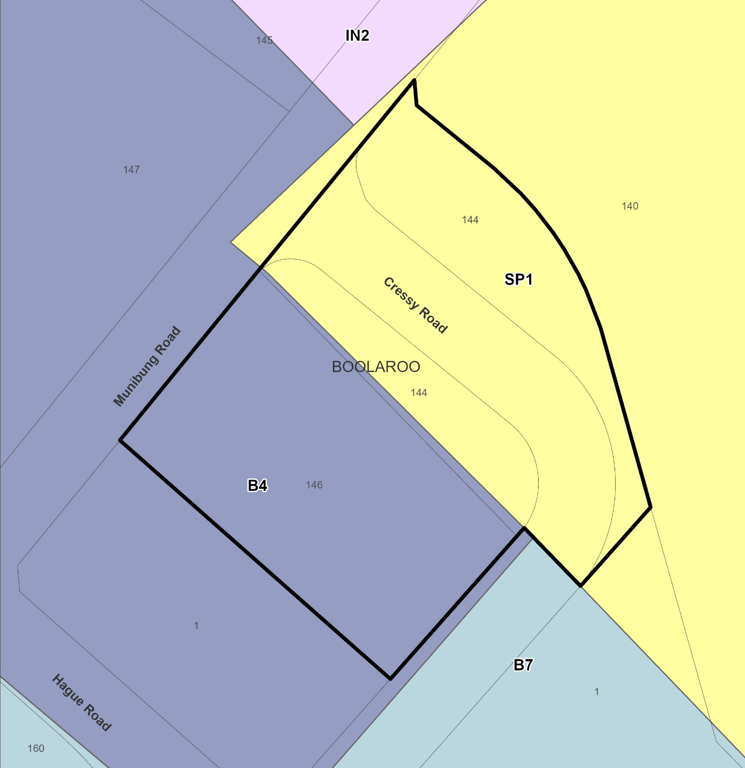 IN2
145
147
140
144
SP1
Cressy Road
Munibung Road
BOOLAROO
144
B4
146
1
B7
1
Hague Road
160